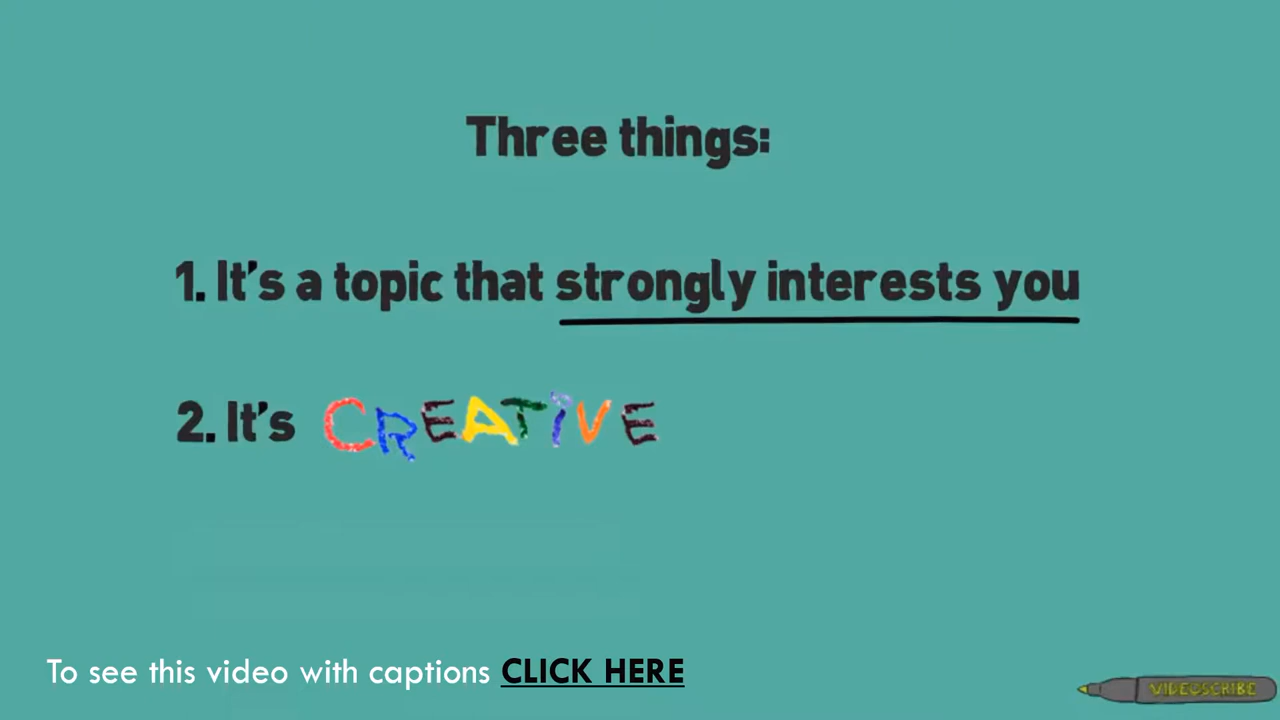 Three things:
1. It's a topic that strongly interests you
2. It's CREATiVE
To see this video with captions CLICK HERE
VIDEOSCRIBE